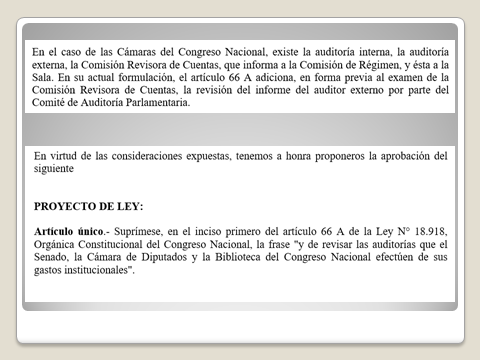 En el caso de las Cámaras del Congreso Nacional, existe la auditoría interna, la auditoría
externa, la Comisión Revisora de Cuentas, que informa a la Comisión de Régimen, y ésta a la
Sala. En su actual formulación, el artículo 66 A adiciona, en forma previa al examen de la
Comisión Revisora de Cuentas, la revisión del informe del auditor externo por parte del
Comité de Auditoría Parlamentaria.
En virtud de las consideraciones expuestas, tenemos a honra proponeros la aprobación del
siguiente
PROYECTO DE LEY:
Artículo único.- Suprímese, en el inciso primero del artículo 66 A de la Ley N° 18.918,
Orgánica Constitucional del Congreso Nacional, la frase "y de revisar las auditorías que el
Senado, la Cámara de Diputados y la Biblioteca del Congreso Nacional efectúen de sus
gastos institucionales".